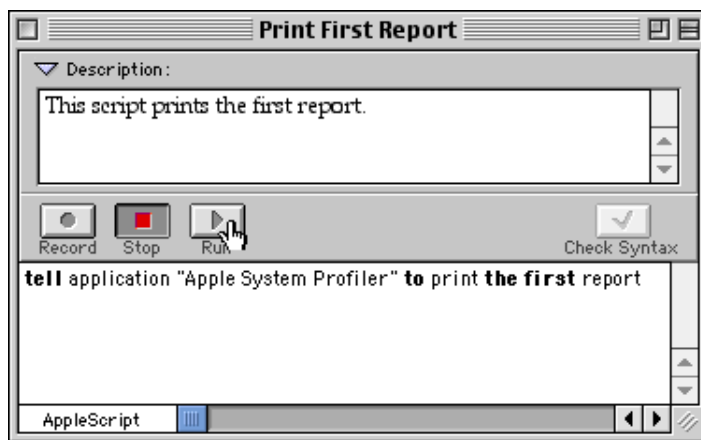 Print First Report
Description:
This script prints the first report.
Record Stop Run Check Syntax
tell application "Apple System Profiler" to print the first report
AppleScript